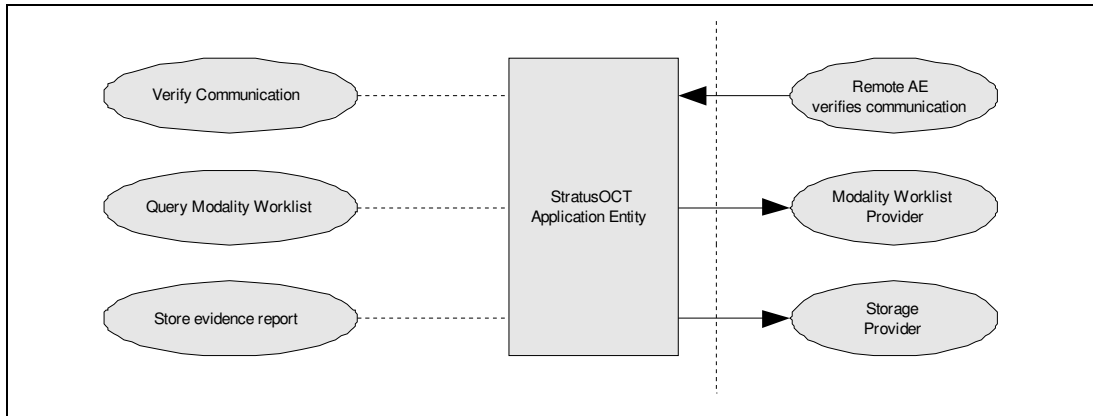 Verify Communication
Remote AE
verifies communication
Query Modality Worklist
StratusOCT
Application Entity
Modality Worklist
Provider
Store evidence report
Storage
Provider